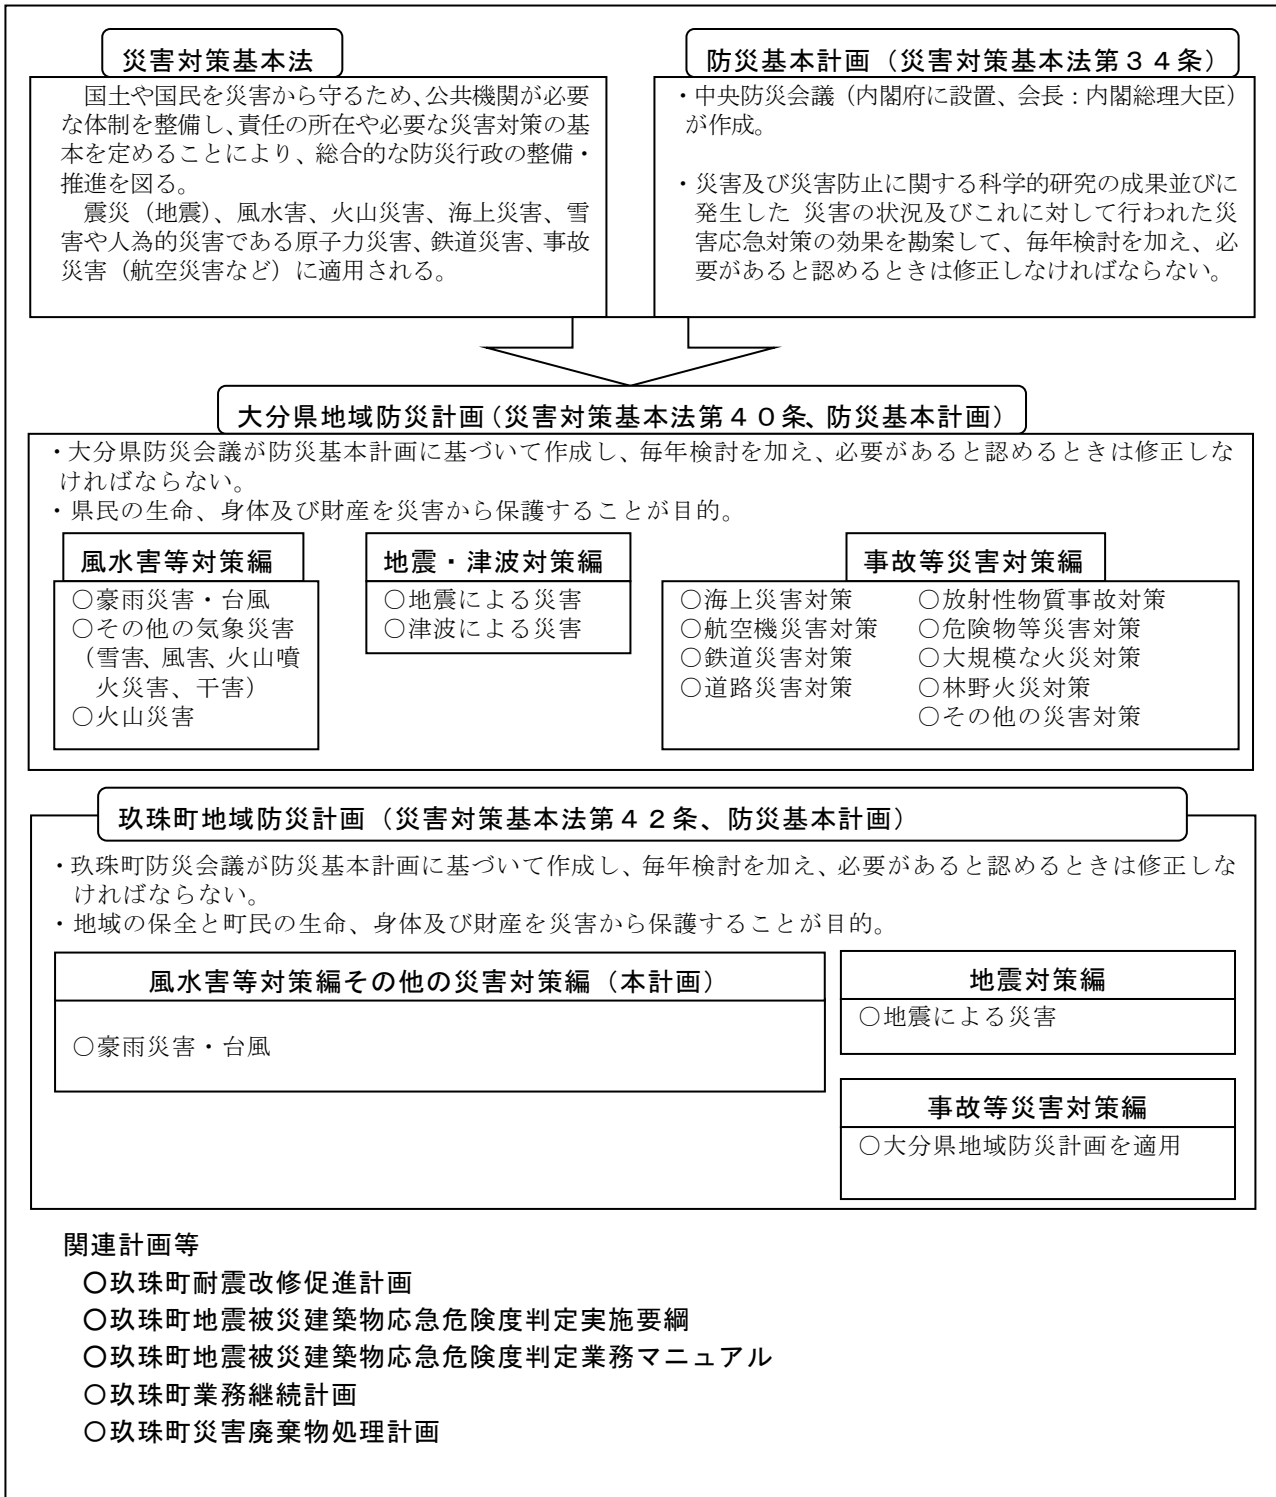 災害対策基本法
国土や国民を災害から守るため、公共機関が必要
な体制を整備し、責任の所在や必要な災害対策の基
本を定めることにより、総合的な防災行政の整備・
推進を図る。
震災（地震）、風水害、火山災害、海上災害、雪
害や人為的災害である原子力災害、鉄道災害、事故
災害（航空災害など）に適用される。
防災基本計画（災害対策基本法第３４条）
・中央防災会議（内閣府に設置、会長：内閣総理大臣）
が作成。
・災害及び災害防止に関する科学的研究の成果並びに
発生した 災害の状況及びこれに対して行われた災
害応急対策の効果を勘案して、毎年検討を加え、必
要があると認めるときは修正しなければならない。
大分県地域防災計画（災害対策基本法第４０条、防災基本計画）
・大分県防災会議が防災基本計画に基づいて作成し、毎年検討を加え、必要があると認めるときは修正しな
ければならない。
・県民の生命、身体及び財産を災害から保護することが目的。
風水害等対策編
○豪雨災害・台風
○その他の気象災害
（雪害、風害、火山噴
火災害、干害）
○火山災害
地震・津波対策編
○地震による災害
○津波による災害
事故等災害対策編
○海上災害対策
○航空機災害対策
○鉄道災害対策
○道路災害対策
○放射性物質事故対策
○危険物等災害対策
○大規模な火災対策
○林野火災対策
○その他の災害対策
玖珠町地域防災計画（災害対策基本法第４２条、防災基本計画）
・玖珠町防災会議が防災基本計画に基づいて作成し、毎年検討を加え、必要があると認めるときは修正しな
ければならない。
・地域の保全と町民の生命、身体及び財産を災害から保護することが目的。
風水害等対策編その他の災害対策編（本計画）
○豪雨災害・台風
地震対策編
○地震による災害
事故等災害対策編
○大分県地域防災計画を適用
関連計画等
○玖珠町耐震改修促進計画
○玖珠町地震被災建築物応急危険度判定実施要綱
○玖珠町地震被災建築物応急危険度判定業務マニュアル
○玖珠町業務継続計画
○玖珠町災害廃棄物処理計画